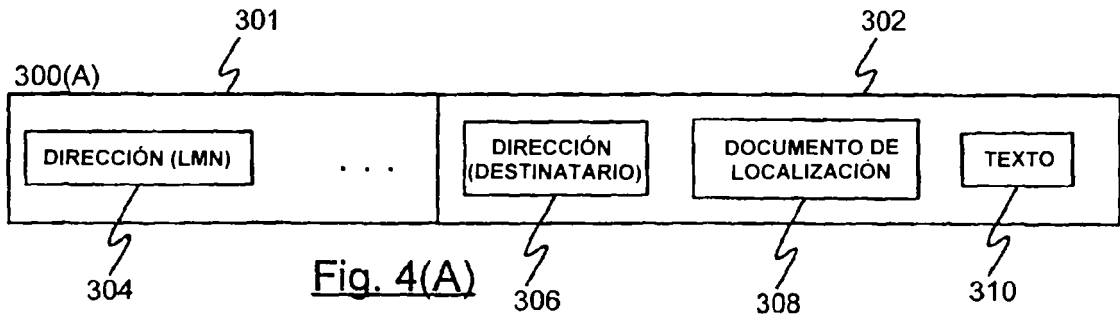 301
302
300(A)
DIRECCIÓN (LMN)
. . .
DIRECCIÓN
(DESTINATARIO)
DOCUMENTO DE
LOCALIZACIÓN
TEXTO
304
Fig. 4(A)
306
308
310